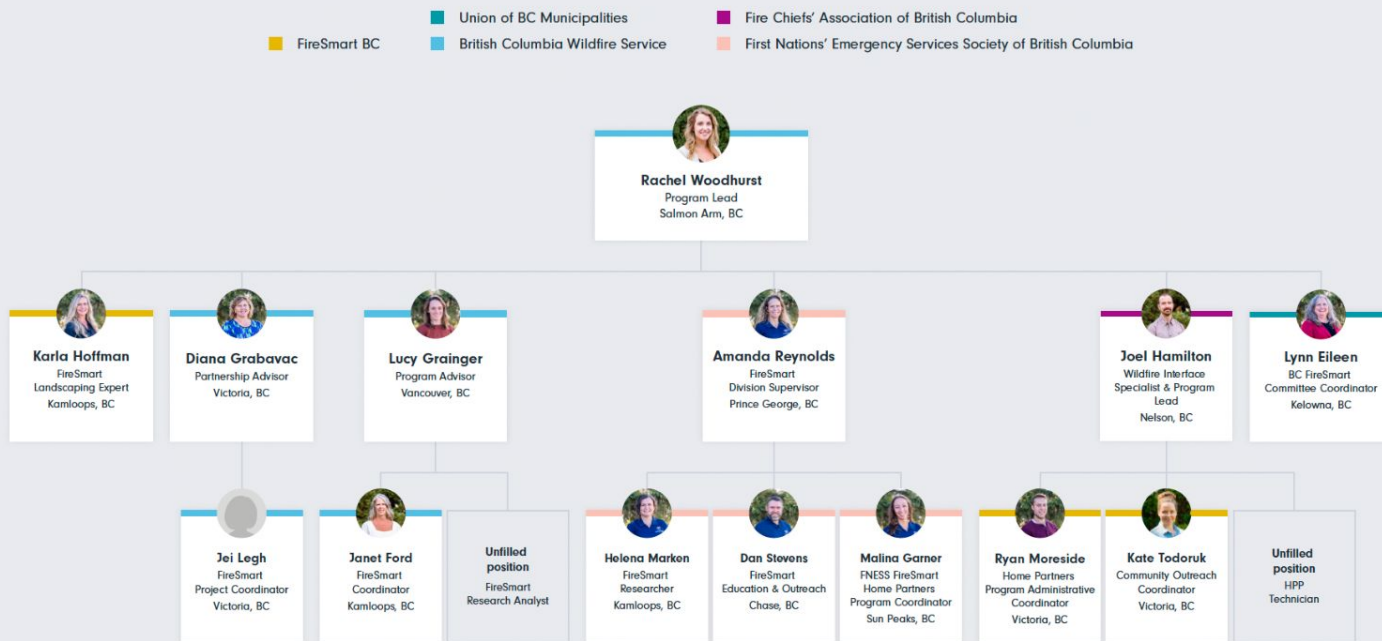 Union of BC Municipalities
Fire Chiefs' Association of British Columbia
FireSmart BC
British Columbia Wildfire Service
First Nations' Emergency Services Society of British Columbia
Rachel Woodhurst
Program Lead
Salmon Arm, BC
Karla Hoffman
FireSmart
Landscaping Expert
Kamloops, BC
Diana Grabavac
Partnership Advisor
Victoria, BC
Lucy Grainger
Program Advisor
Vancouver, BC
Amanda Reynolds
FireSmart
Division Supervisor
Prince George, BC
Joel Hamilton
Wildfire Interface
Specialist & Program
Lead
Nelson, BC
Lynn Eileen
BC FireSmart
Committee Coordinator
Kelowna, BC
Jei Legh
FireSmart
Project Coordinator
Victoria, BC
Janet Ford
FireSmart
Coordinator
Kamloops, BC
Unfilled
position
FireSmart
Research Analyst
Helena Marken
FireSmart
Researcher
Kamloops, BC
Dan Stevens
FireSmart
Education & Outreach
Chase, BC
Malina Garner
FNESS FireSmart
Home Partners
Program Coordinator
Sun Peaks, BC
Ryan Moreside
Home Partners
Program Administrative
Coordinator
Victoria, BC
Kate Todoruk
Community Outreach
Coordinator
Victoria, BC
Unfilled
position
HPP
Technician